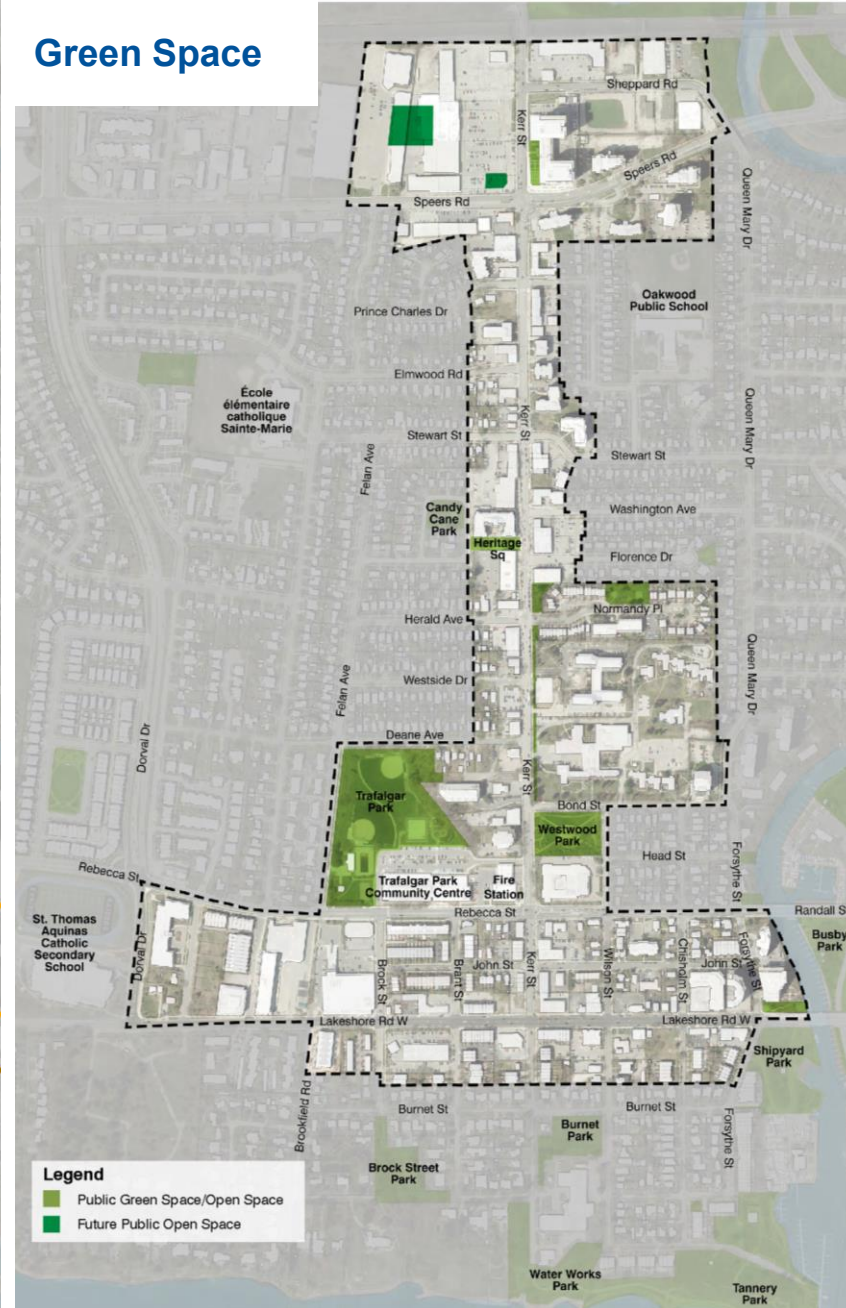 Green Space
Sheppard Rd
Kerr St
Speers Rd
Speers Rd
Queen Mary Dr
Oakwood
Public School
Prince Charles Dr
Elmwood Rd
École
élémentaire
catholique
Sainte-Marie
Kerr St
Queen Mary Dr
Stewart St
Stewart St
Felan Ave
Candy
Cane
Park
Washington Ave
Heritage
Sq
Florence Dr
Normandy Pl
Herald Ave
Westside Dr
Felan Ave
Queen Mary Dr
Dorval Dr
Deane Ave
Kerr St
Trafalgar
Park
Bond St
Westwood
Park
Head St
Forsythe St
Rebecca St
Trafalgar Park
Community Centre
Fire
Station
Rebecca St
Randall S
St. Thomas
Aquinas
Catholic
Secondary
School
Dorval Dr
Brock St
Brant St
John St
Kerr St
Wilson St
Chisholm St
John St
Forsythe St
Busby
Park
Lakeshore Rd W
Lakeshore Rd W
Shipyard
Park
Brookfield Rd
Burnet St
Burnet St
Forsythe St
Burnet
Park
Brock Street
Park
Legend
Public Green Space/Open Space
Future Public Open Space
Water Works
Park
Tannery
Park